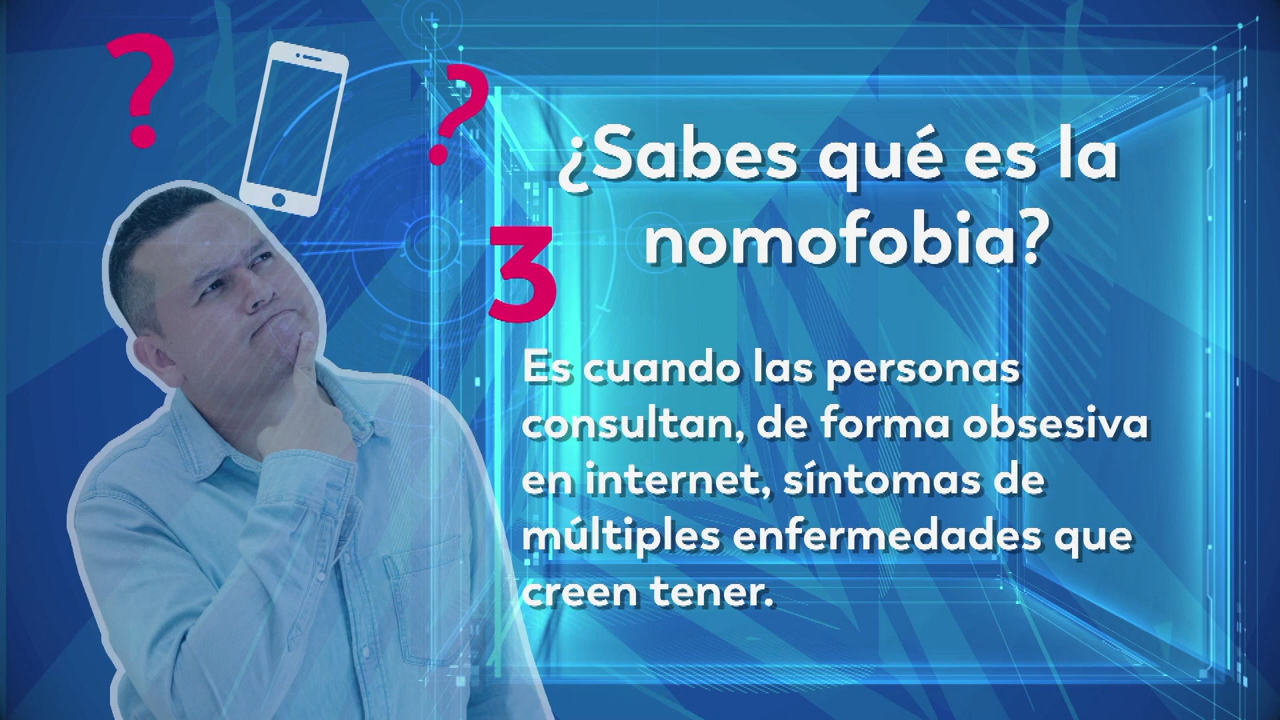 ?
?
¿Sabes qué es la
nomofobia?
3
Es cuando las personas
consultan, de forma obsesiva
en internet, síntomas de
múltiples enfermedades que
creen tener.